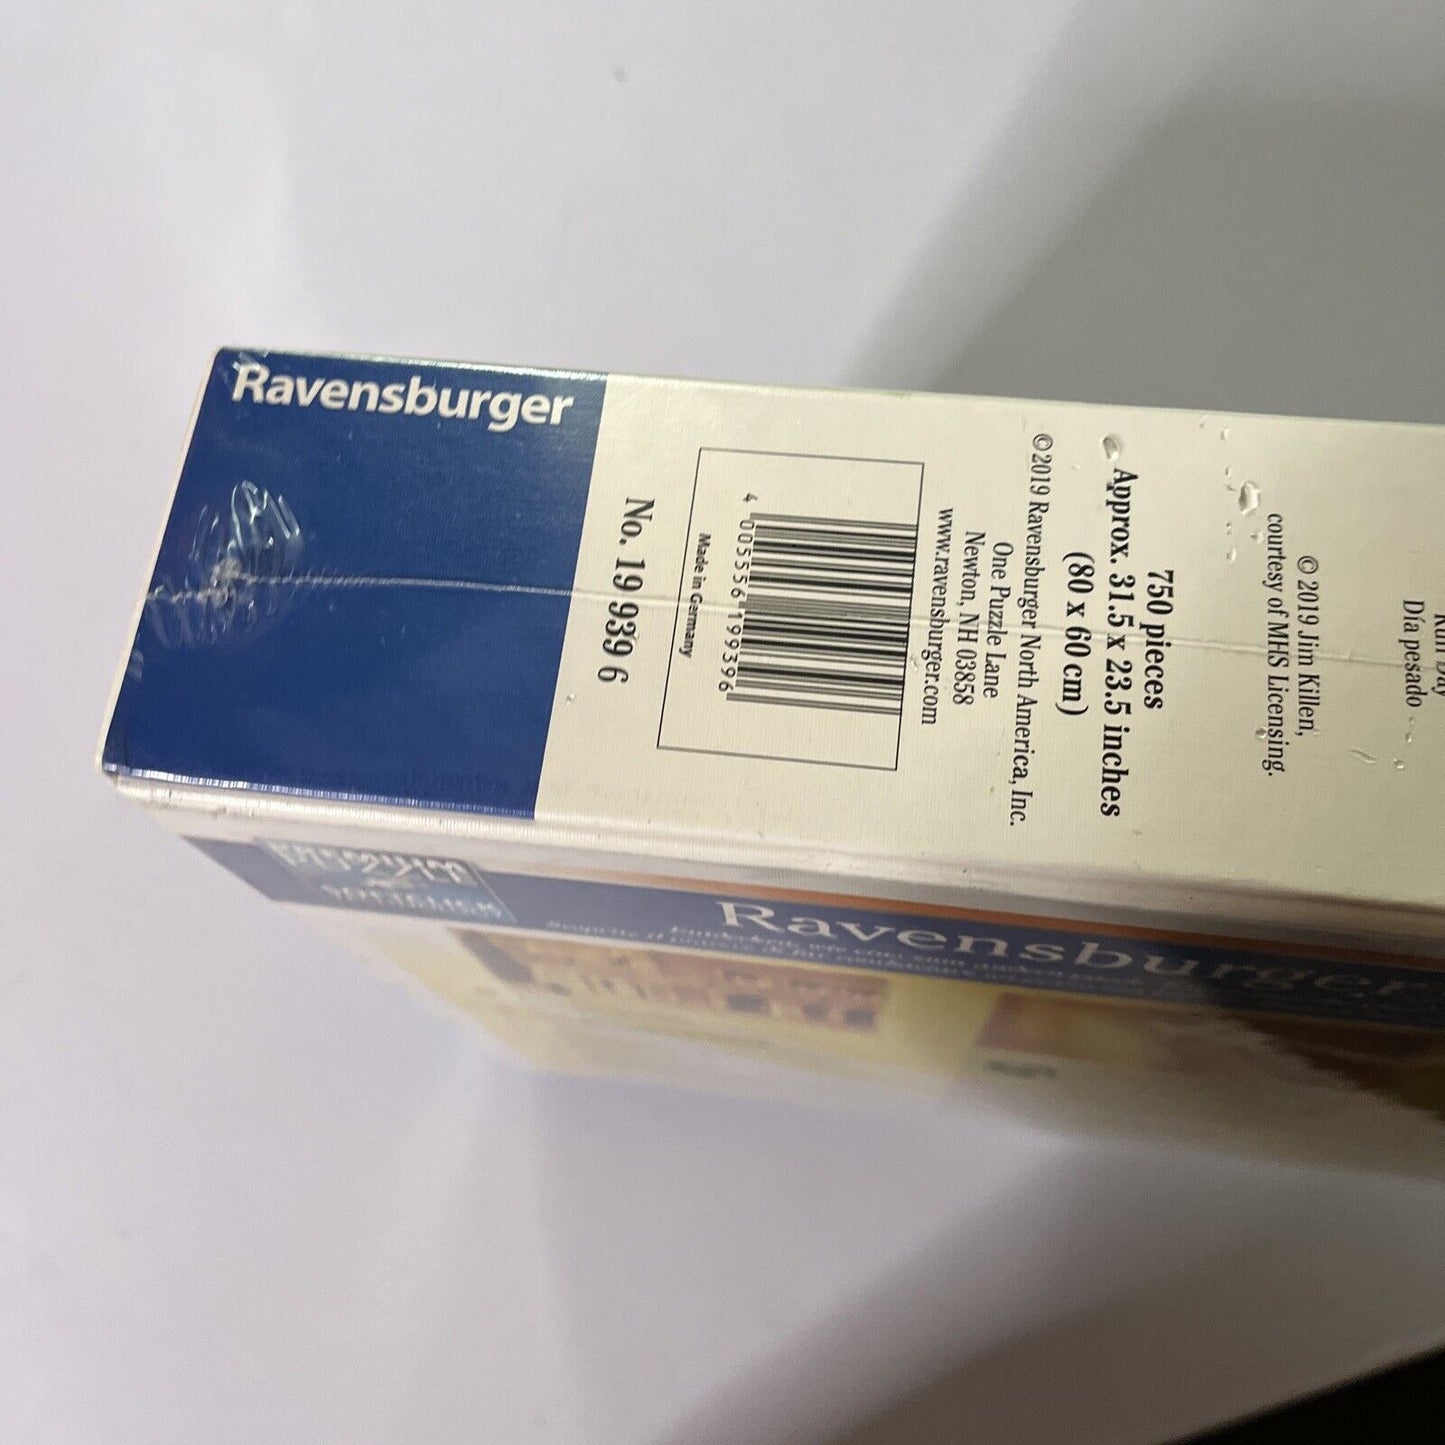 Ravensburger
No. 19 939 6
Made in Germany
4 005556 199396
www.ravensburger.com
Newton, NH 03858
One Puzzle Lane
©2019 Ravensburger North America, Inc.
(80 x 60 cm)
Approx. 31.5 x 23.5 inches
750 pieces
courtesy of MHS Licensing.
© 2019 Jim Killen,
Día pesado
Day
Ravensburger